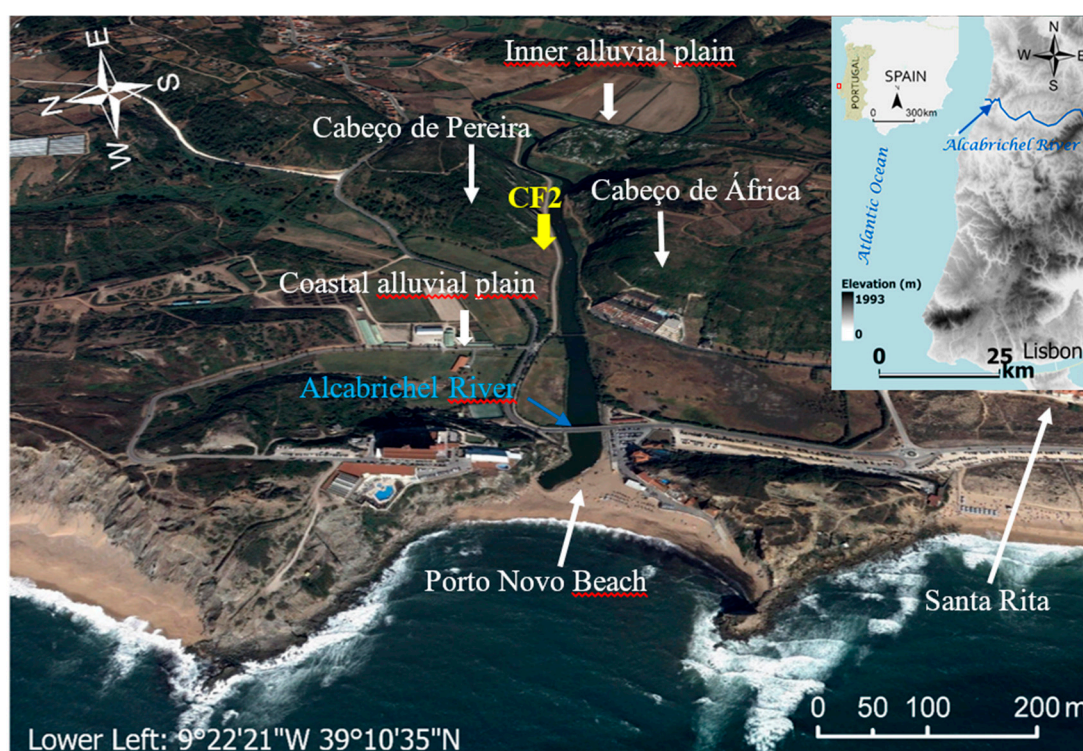 Inner alluvial plain
Cabeço de Pereira
CF2
Cabeço de África
Coastal alluvial plain
Alcabrichel River
Porto Novo Beach
Santa Rita
E
S
N
W
0 50 100 200 m
Lower Left: 9°22'21"W 39°10'35"N
PORTUGAL
SPAIN
N
0 300km
N
W E
S
Alcabrichel River
Atlantic Ocean
Elevation (m)
1993
0
Lisbon
0 25
km